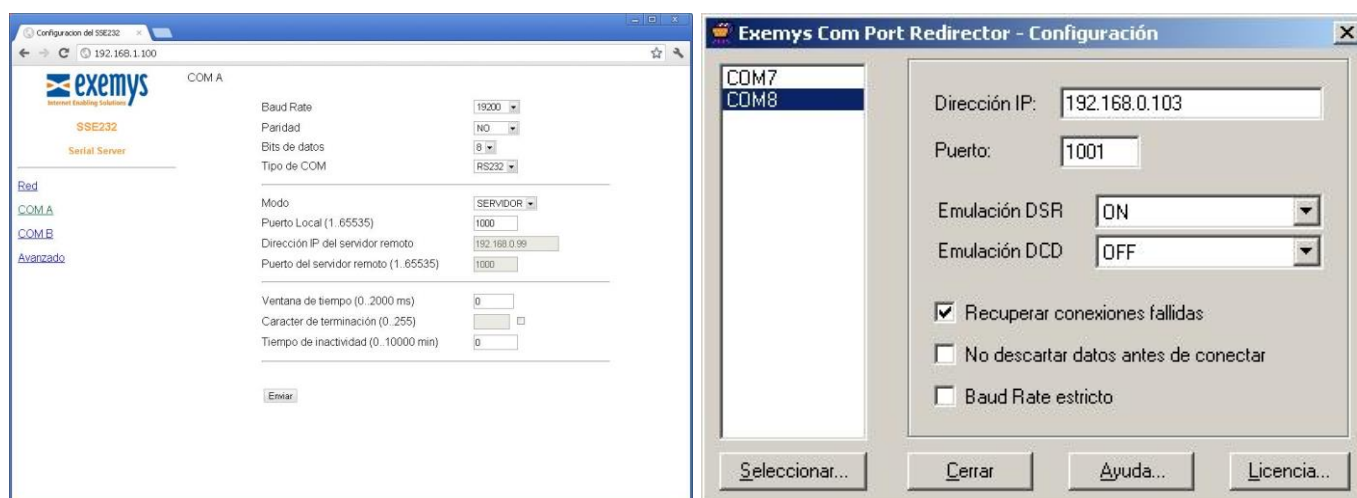 Configuracion del SSE232
192.168.1.100
exemys
Internet Enabling Solutions
SSE232
Serial Server
Red
COM A
COM B
Avanzado
COM A
Baud Rate 19200
Paridad NO
Bits de datos 8
Tipo de COM RS232
Modo SERVIDOR
Puerto Local (1..65535) 1000
Dirección IP del servidor remoto 192.168.0.99
Puerto del servidor remoto (1..65535) 1000
Ventana de tiempo (0..2000 ms) 0
Caracter de terminación (0..255)
Tiempo de inactividad (0..10000 min) 0
Enviar
Exemys Com Port Redirector - Configuración
COM7
COM8
Dirección IP: 192.168.0.103
Puerto: 1001
Emulación DSR ON
Emulación DCD OFF
Recuperar conexiones fallidas
No descartar datos antes de conectar
Baud Rate estricto
Seleccionar... Cerrar Ayuda... Licencia...